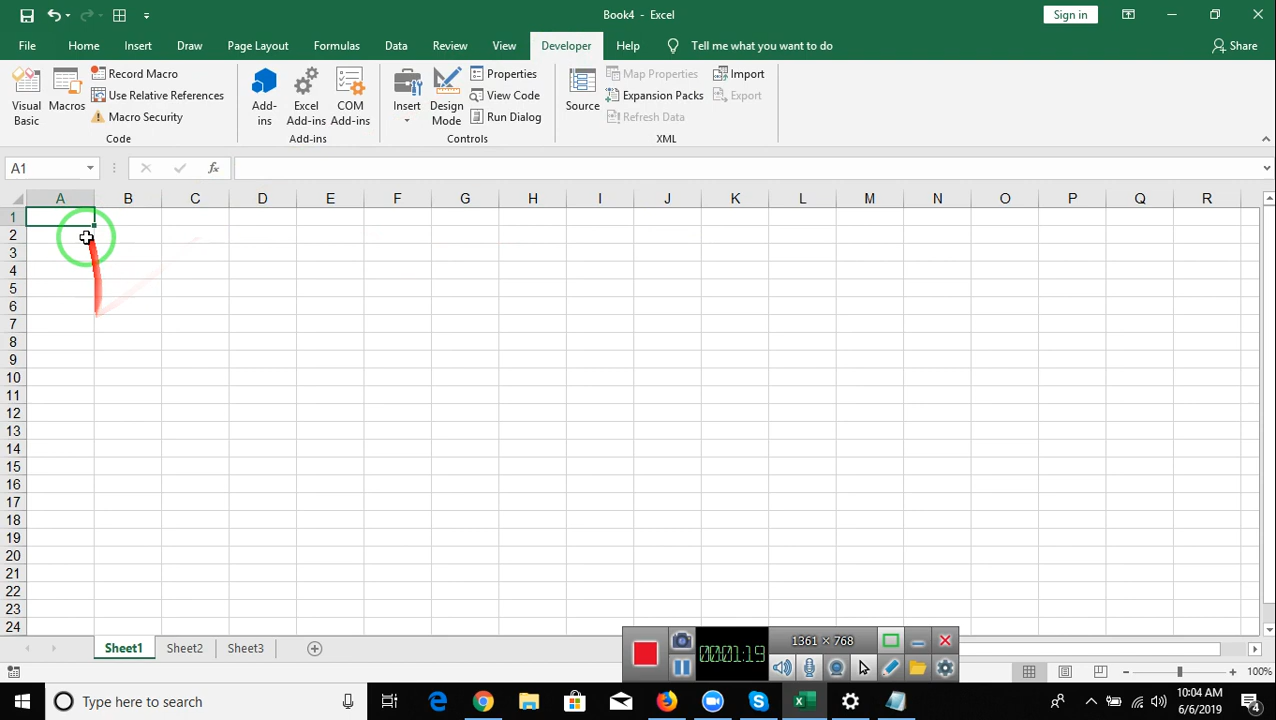 Book4 - Excel
Sign in
File Home Insert Draw Page Layout Formulas Data Review View Developer Help Tell me what you want to do Share
Visual Basic
Macros
Record Macro
Use Relative References
Macro Security
Code
Add-ins
Excel Add-ins
COM Add-ins
Add-ins
Insert
Design Mode
Properties
View Code
Run Dialog
Controls
Source
Map Properties
Expansion Packs
Refresh Data
Import
Export
XML
A1
fx
A B C D E F G H I J K L M N O P Q R
1
2
3
4
5
6
7
8
9
10
11
12
13
14
15
16
17
18
19
20
21
22
23
24
Sheet1 Sheet2 Sheet3
000:1:19
1361 × 768
100%
Type here to search
10:04 AM
6/6/2019
4